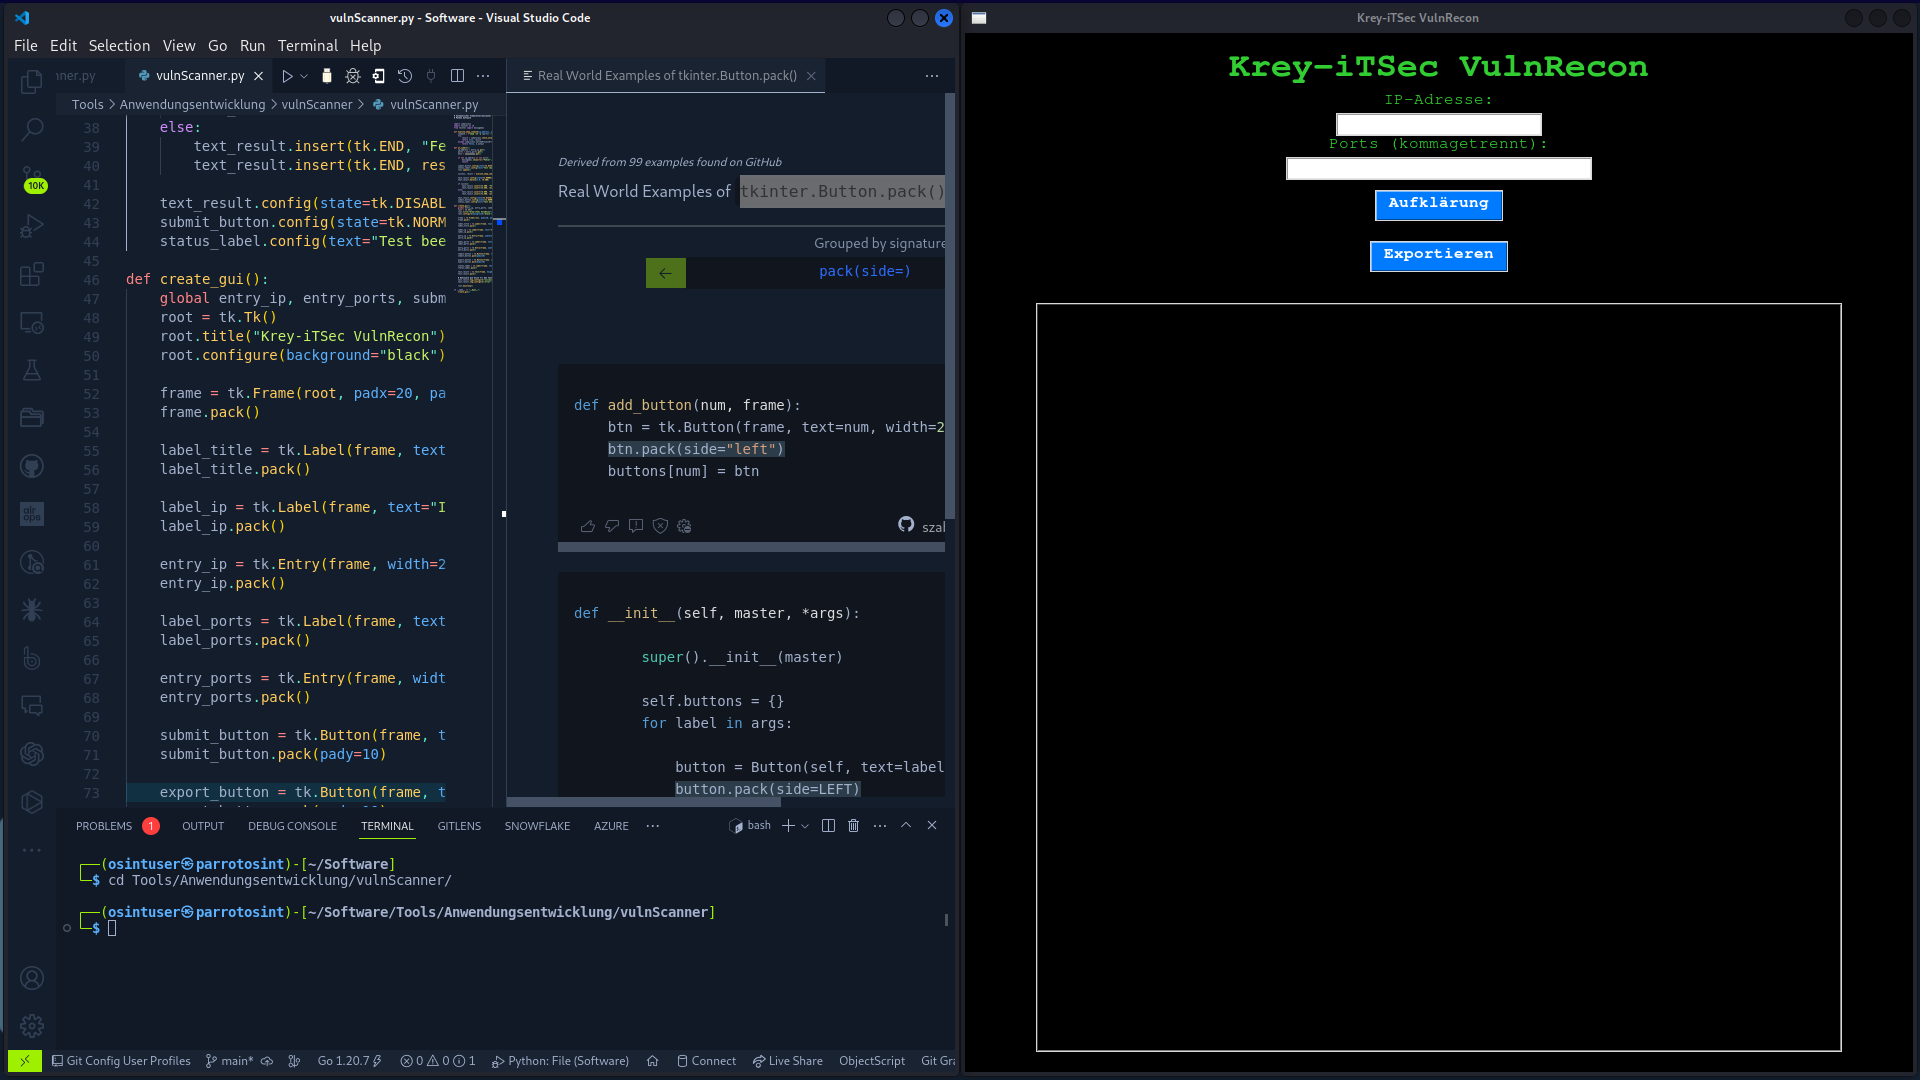 vulnScanner.py - Software - Visual Studio Code
File Edit Selection View Go Run Terminal Help
nner.py
vulnScanner.py
Tools > Anwendungsentwicklung > vulnScanner > vulnScanner.py
10K
air
ops
38 else:
39 text_result.insert(tk.END, "Fe
40 text_result.insert(tk.END, res
41
42 text_result.config(state=tk.DISABL
43 submit_button.config(state=tk.NORM
44 status_label.config(text="Test bee
45
46 def create_gui():
47 global entry_ip, entry_ports, subm
48 root = tk.Tk()
49 root.title("Krey-iTSec VulnRecon")
50 root.configure(background="black")
51
52 frame = tk.Frame(root, padx=20, pa
53 frame.pack()
54
55 label_title = tk.Label(frame, text
56 label_title.pack()
57
58 label_ip = tk.Label(frame, text="I
59 label_ip.pack()
60
61 entry_ip = tk.Entry(frame, width=2
62 entry_ip.pack()
63
64 label_ports = tk.Label(frame, text
65 label_ports.pack()
66
67 entry_ports = tk.Entry(frame, widt
68 entry_ports.pack()
69
70 submit_button = tk.Button(frame, t
71 submit_button.pack(pady=10)
72
73 export_button = tk.Button(frame, t
Real World Examples of tkinter.Button.pack()
Derived from 99 examples found on GitHub
Real World Examples of tkinter.Button.pack()
Grouped by signature
← pack(side=)
def add_button(num, frame):
btn = tk.Button(frame, text=num, width=2
btn.pack(side="left")
buttons[num] = btn
szal
def __init__(self, master, *args):
super().__init__(master)
self.buttons = {}
for label in args:
button = Button(self, text=label
button.pack(side=LEFT)
PROBLEMS 1 OUTPUT DEBUG CONSOLE TERMINAL GITLENS SNOWFLAKE AZURE ··· bash
┌──(osintuser㉿parrotosint)-[~/Software]
└─$ cd Tools/Anwendungsentwicklung/vulnScanner/
┌──(osintuser㉿parrotosint)-[~/Software/Tools/Anwendungsentwicklung/vulnScanner]
└─$
Git Config User Profiles main* Go 1.20.7 0 0 1 Python: File (Software) Connect Live Share ObjectScript Git Gra
Krey-iTSec VulnRecon
Krey-iTSec VulnRecon
IP-Adresse:
Ports (kommagetrennt):
Aufklärung
Exportieren